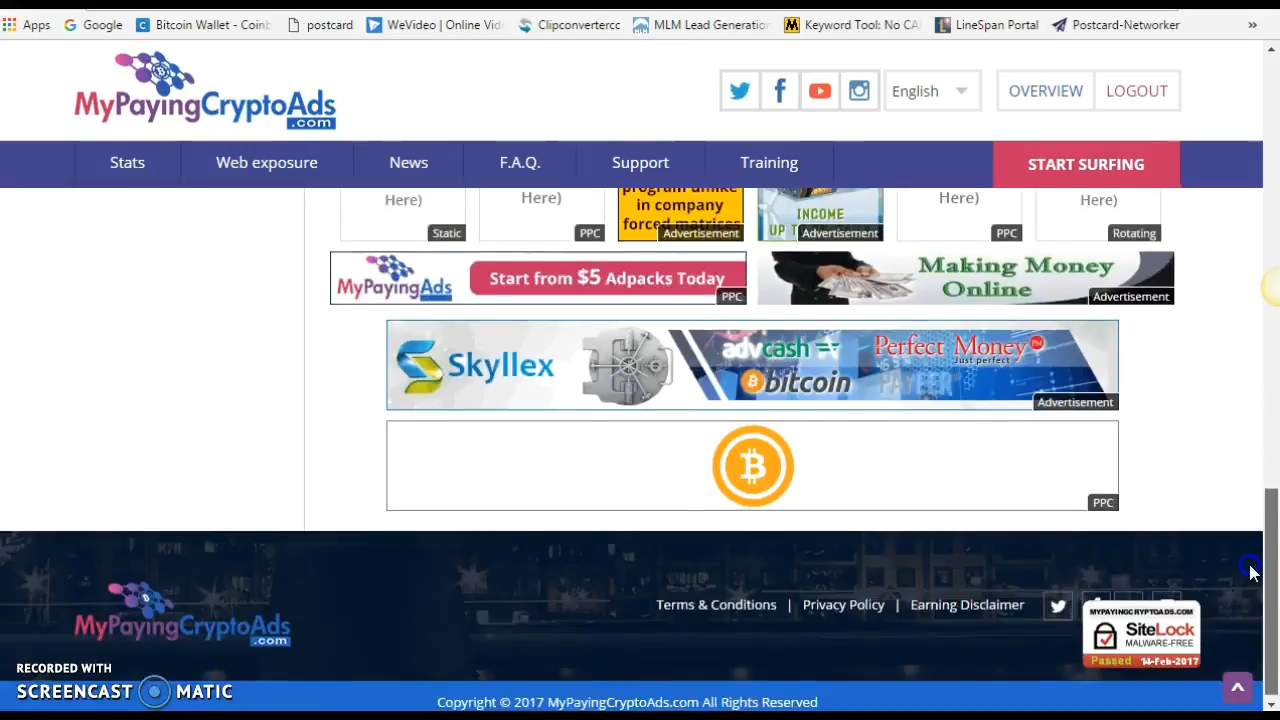 Apps Google Bitcoin Wallet - Coinb postcard WeVideo | Online Vid Clipconvertercc MLM Lead Generation Keyword Tool: No CA LineSpan Portal Postcard-Networker »
MyPayingCryptoAds
.com
English OVERVIEW LOGOUT
Stats Web exposure News F.A.Q. Support Training START SURFING
program unlike
in company
forced matrices
INCOME
Here) Here) Here) Here)
Static PPC Advertisement Advertisement PPC Rotating
MyPayingAds Start from $5 Adpacks Today PPC
Making Money
Online
Advertisement
Skyllex advcash Perfect Money
Just perfect
bitcoin PAYEER
Advertisement
PPC
MyPayingCryptoAds
.com
Terms & Conditions | Privacy Policy | Earning Disclaimer
MYPAYINGCRYPTOADS.COM
SiteLock
MALWARE-FREE
Passed 14-Feb-2017
RECORDED WITH
SCREENCAST MATIC
Copyright © 2017 MyPayingCryptoAds.com All Rights Reserved